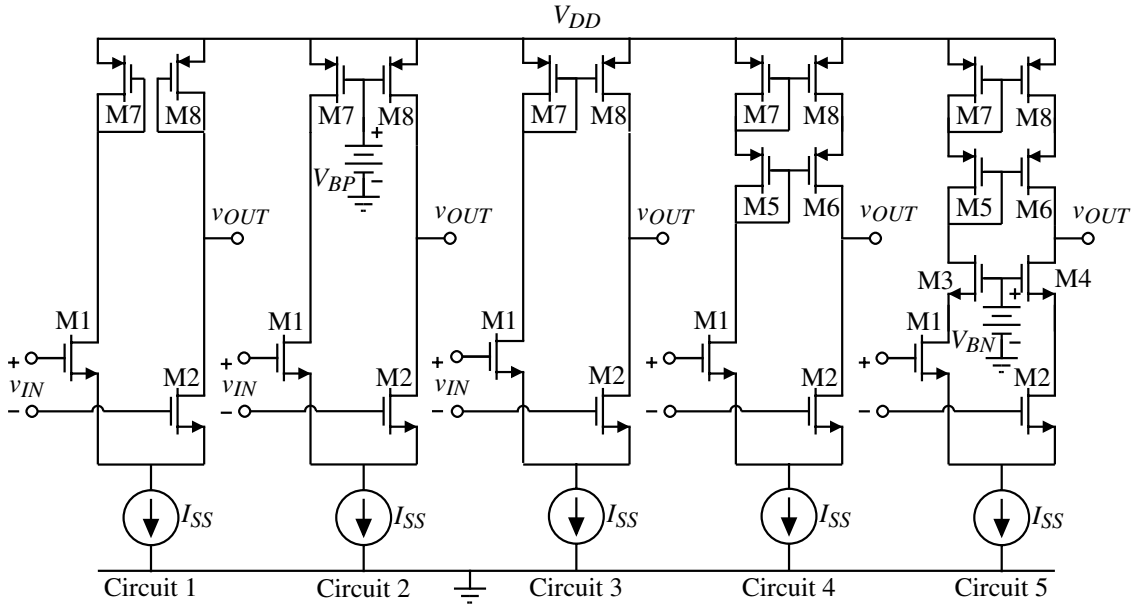 V_DD
M7 M8 M7 M8 M7 M8 M7 M8 M7 M8
+
V_BP
−
M5 M6 M5 M6
v_OUT v_OUT v_OUT v_OUT v_OUT
M3 M4
+
V_BN
−
M1 M1 M1 M1 M1
+ + + + +
v_IN v_IN v_IN
M2 M2 M2 M2 M2
− − − − −
I_SS I_SS I_SS I_SS I_SS
Circuit 1 Circuit 2 Circuit 3 Circuit 4 Circuit 5